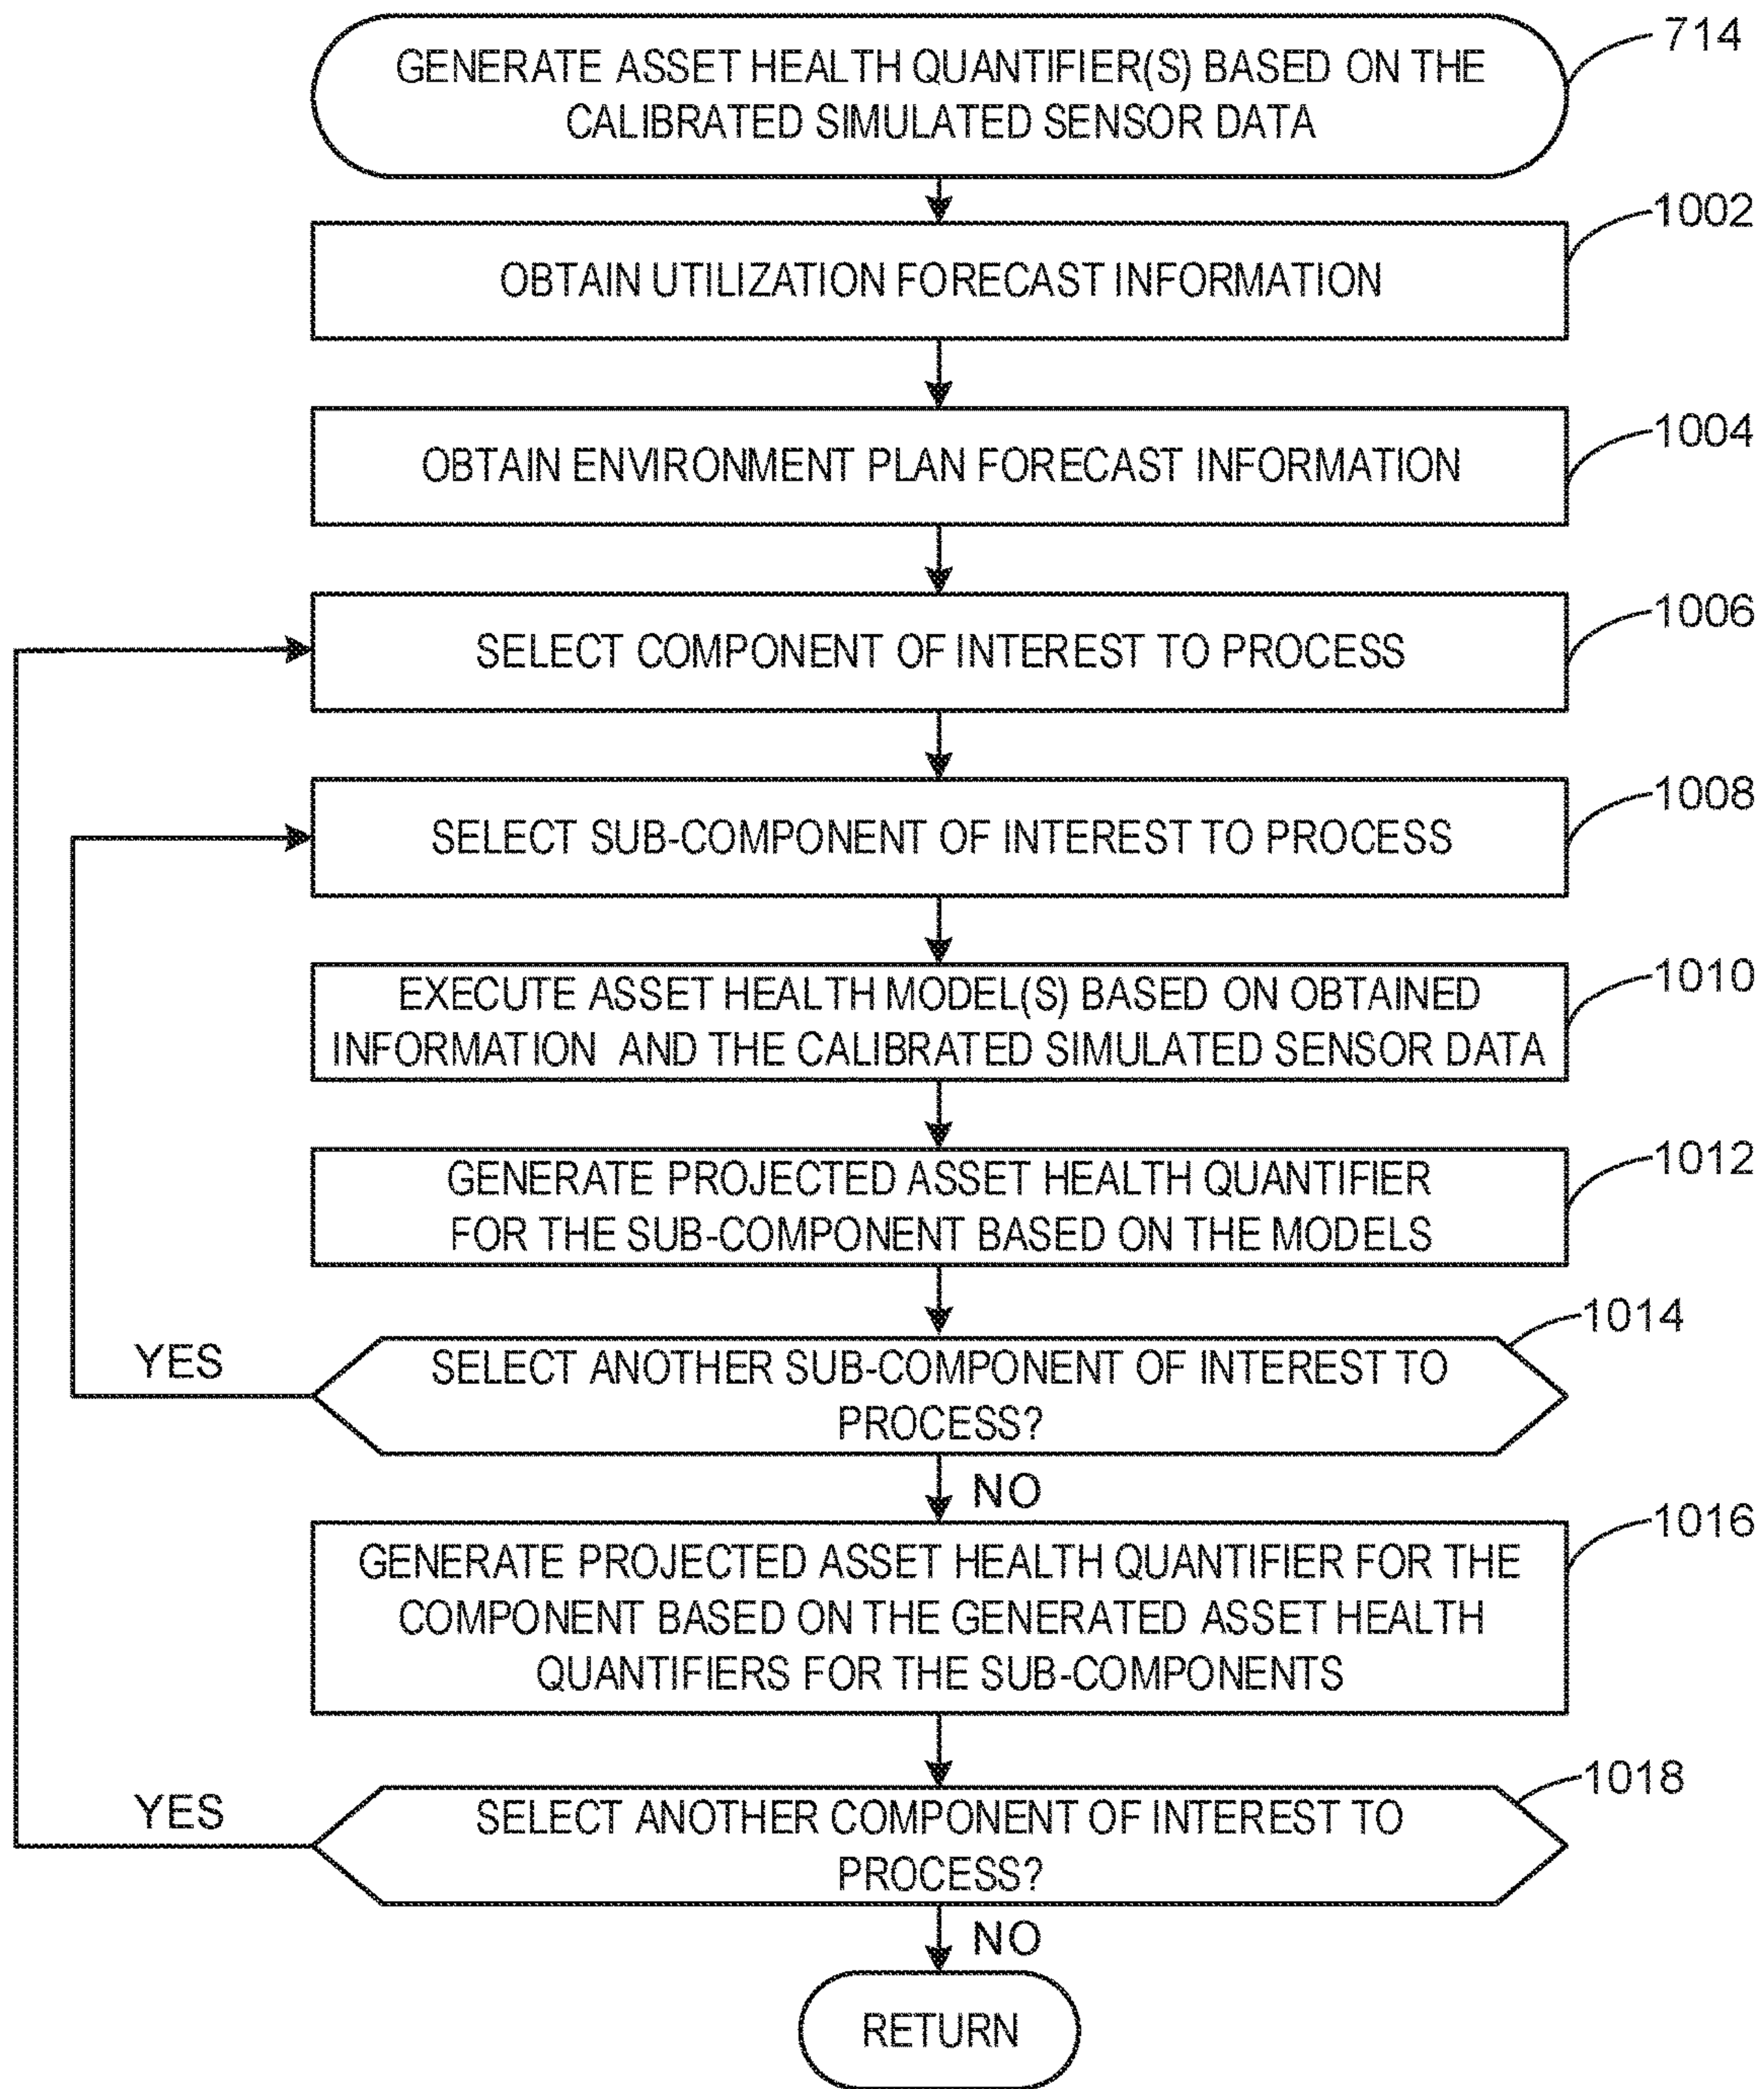 GENERATE ASSET HEALTH QUANTIFIER(S) BASED ON THE
CALIBRATED SIMULATED SENSOR DATA
714
1002
OBTAIN UTILIZATION FORECAST INFORMATION
1004
OBTAIN ENVIRONMENT PLAN FORECAST INFORMATION
1006
SELECT COMPONENT OF INTEREST TO PROCESS
1008
SELECT SUB-COMPONENT OF INTEREST TO PROCESS
1010
EXECUTE ASSET HEALTH MODEL(S) BASED ON OBTAINED
INFORMATION AND THE CALIBRATED SIMULATED SENSOR DATA
1012
GENERATE PROJECTED ASSET HEALTH QUANTIFIER
FOR THE SUB-COMPONENT BASED ON THE MODELS
1014
YES
SELECT ANOTHER SUB-COMPONENT OF INTEREST TO
PROCESS?
NO
1016
GENERATE PROJECTED ASSET HEALTH QUANTIFIER FOR THE
COMPONENT BASED ON THE GENERATED ASSET HEALTH
QUANTIFIERS FOR THE SUB-COMPONENTS
1018
YES
SELECT ANOTHER COMPONENT OF INTEREST TO
PROCESS?
NO
RETURN